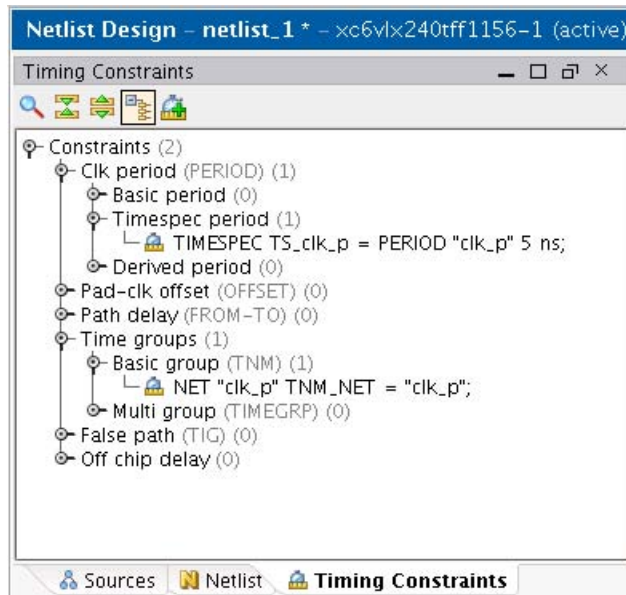 Netlist Design - netlist_1 * - xc6vlx240tff1156-1 (active)
Timing Constraints
Constraints (2)
Clk period (PERIOD) (1)
Basic period (0)
Timespec period (1)
TIMESPEC TS_clk_p = PERIOD "clk_p" 5 ns;
Derived period (0)
Pad-clk offset (OFFSET) (0)
Path delay (FROM-TO) (0)
Time groups (1)
Basic group (TNM) (1)
NET "clk_p" TNM_NET = "clk_p";
Multi group (TIMEGRP) (0)
False path (TIG) (0)
Off chip delay (0)
Sources Netlist Timing Constraints